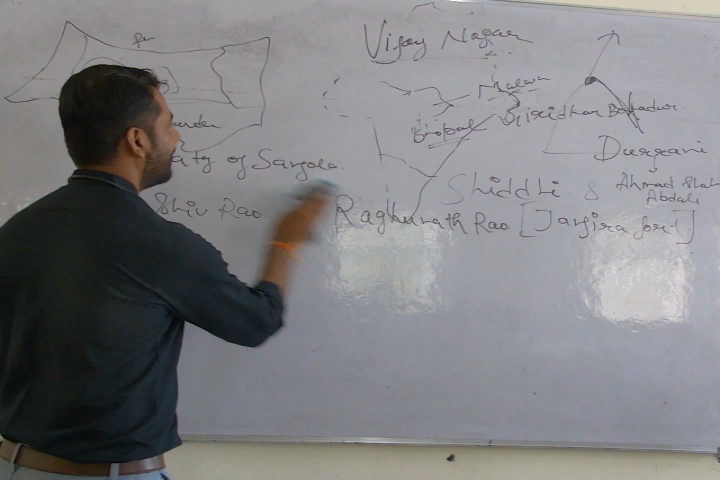 Vijay Nagar
Malwa
Bhopal Giridhar Bahadur
Durrani
aty of Sangola.
Shiddi & Ahmad Shah
Abdali
Shiv Rao Raghunath Rao [Janjira fort]